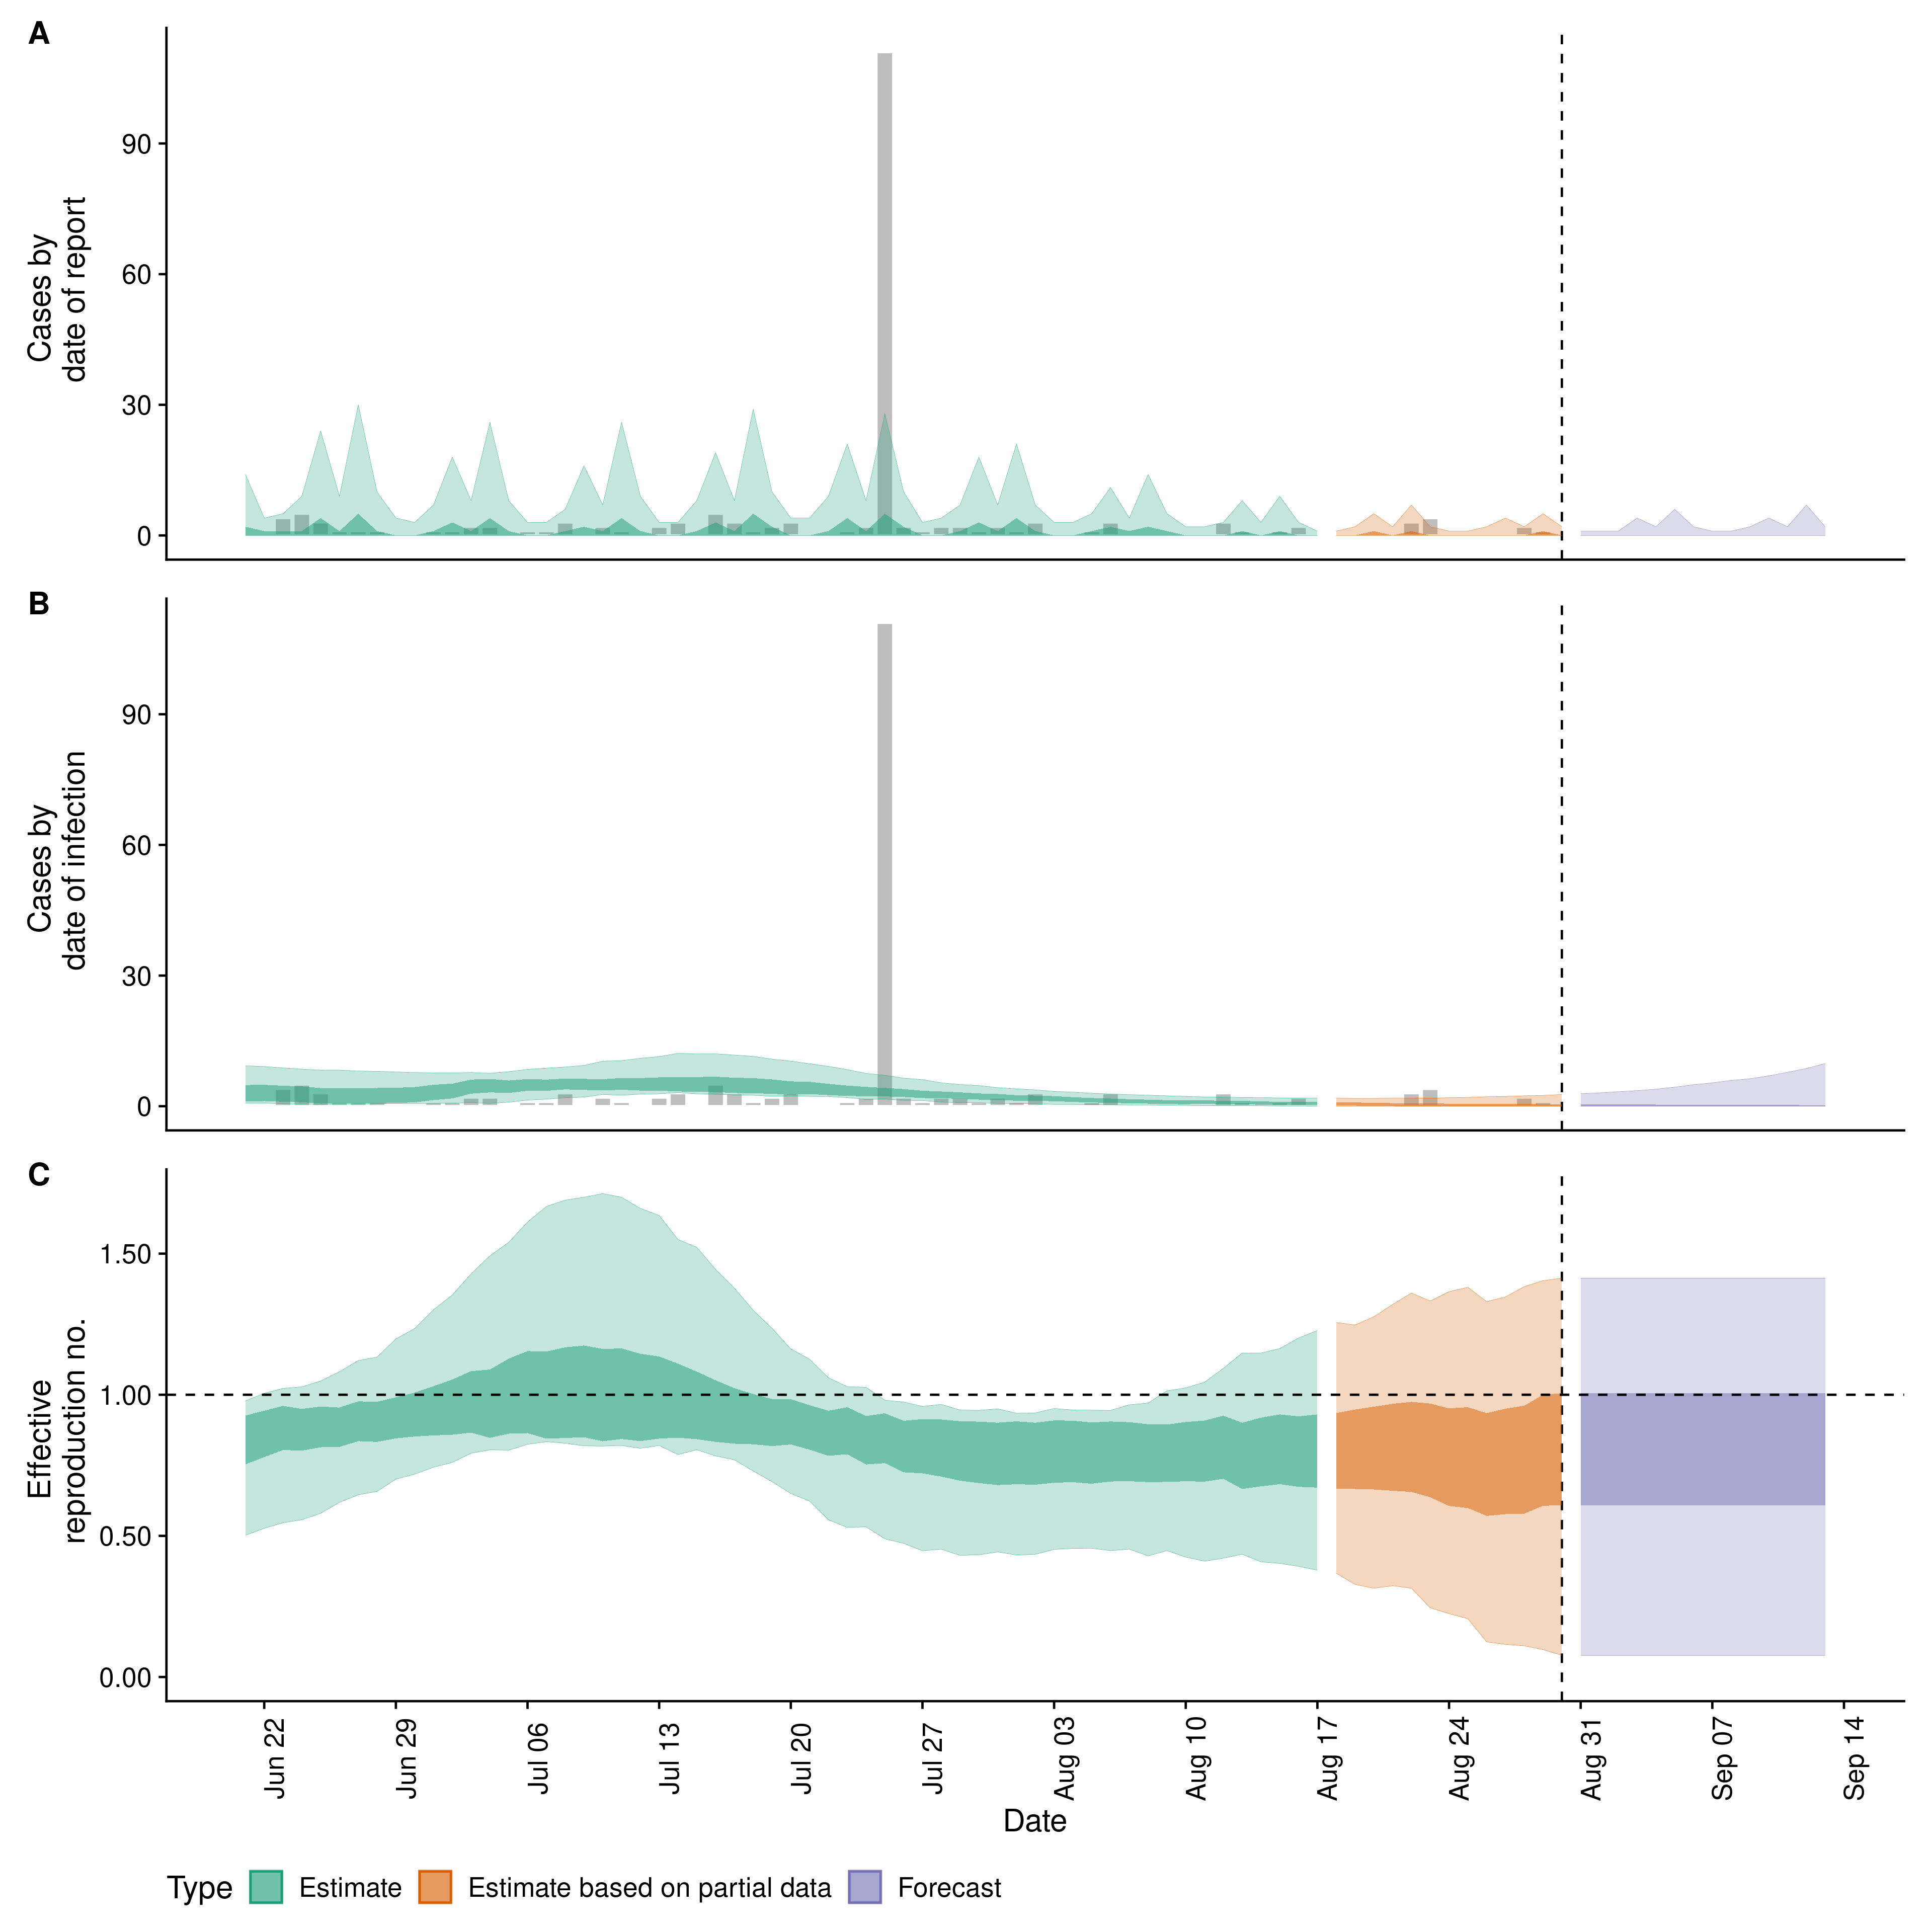 A
Cases by
date of report
90
60
30
0
B
Cases by
date of infection
90
60
30
0
C
Effective
reproduction no.
1.50
1.00
0.50
0.00
Jun 22
Jun 29
Jul 06
Jul 13
Jul 20
Jul 27
Aug 03
Aug 10
Aug 17
Aug 24
Aug 31
Sep 07
Sep 14
Date
Type Estimate Estimate based on partial data Forecast